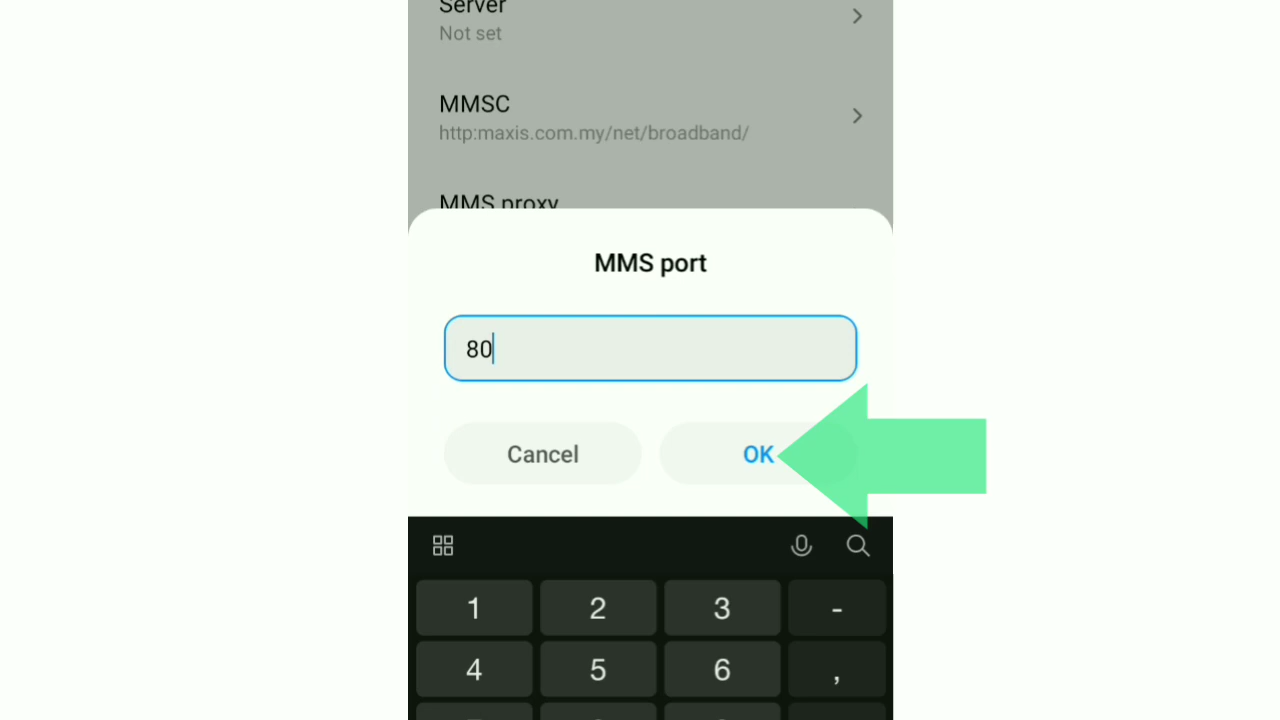 Server
Not set
MMSC
http:maxis.com.my/net/broadband/
MMS proxy
MMS port
80
Cancel
OK
1
2
3
-
4
5
6
,